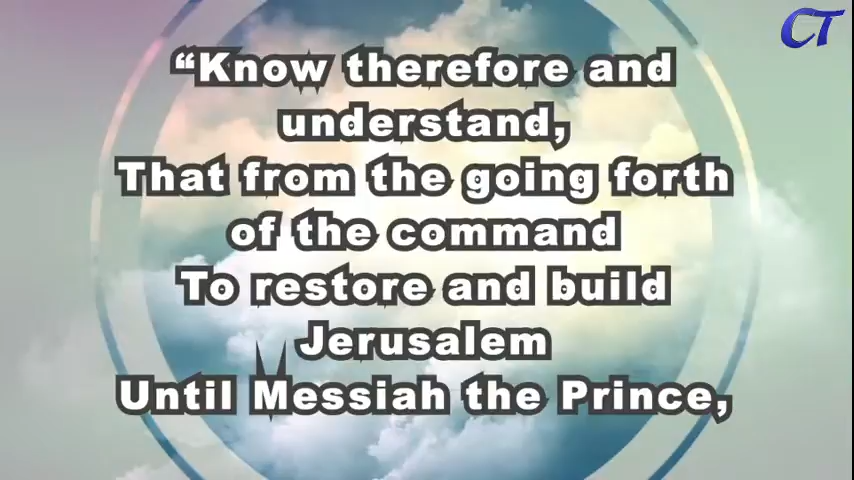 CT
“Know therefore and
understand,
That from the going forth
of the command
To restore and build
Jerusalem
Until Messiah the Prince,